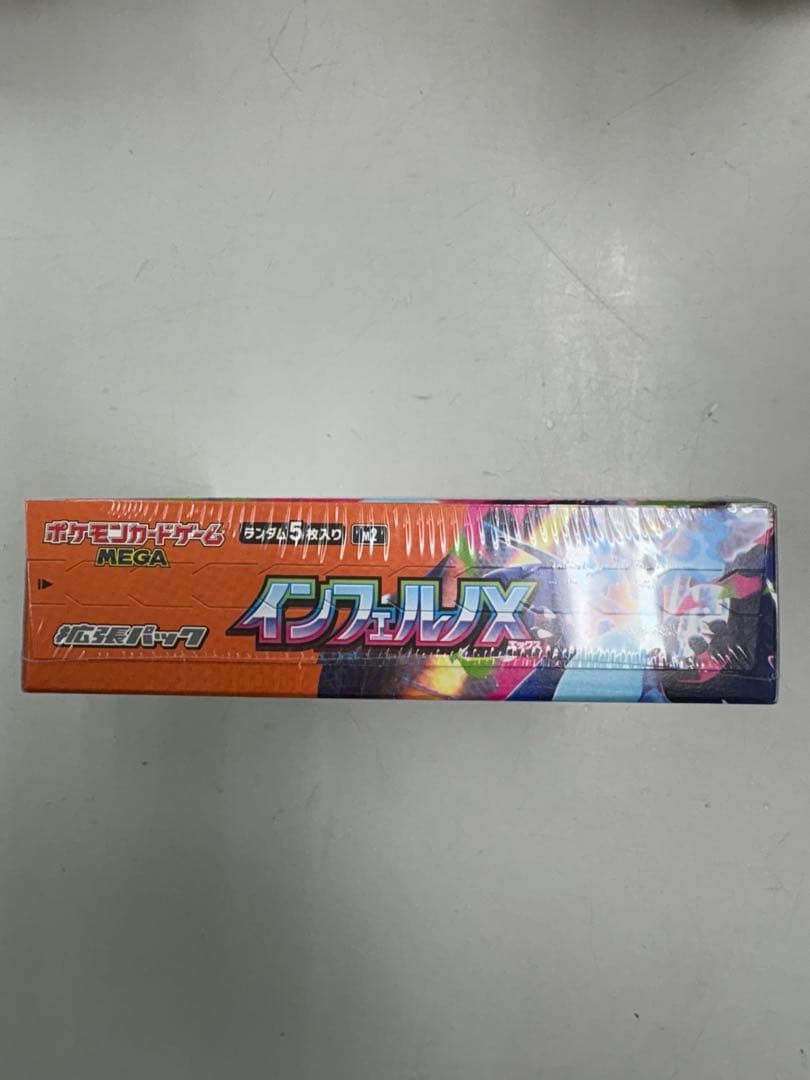 ポケモンカードゲーム
MEGA
ランダム5枚入り M2
インフェルノX
拡張パック